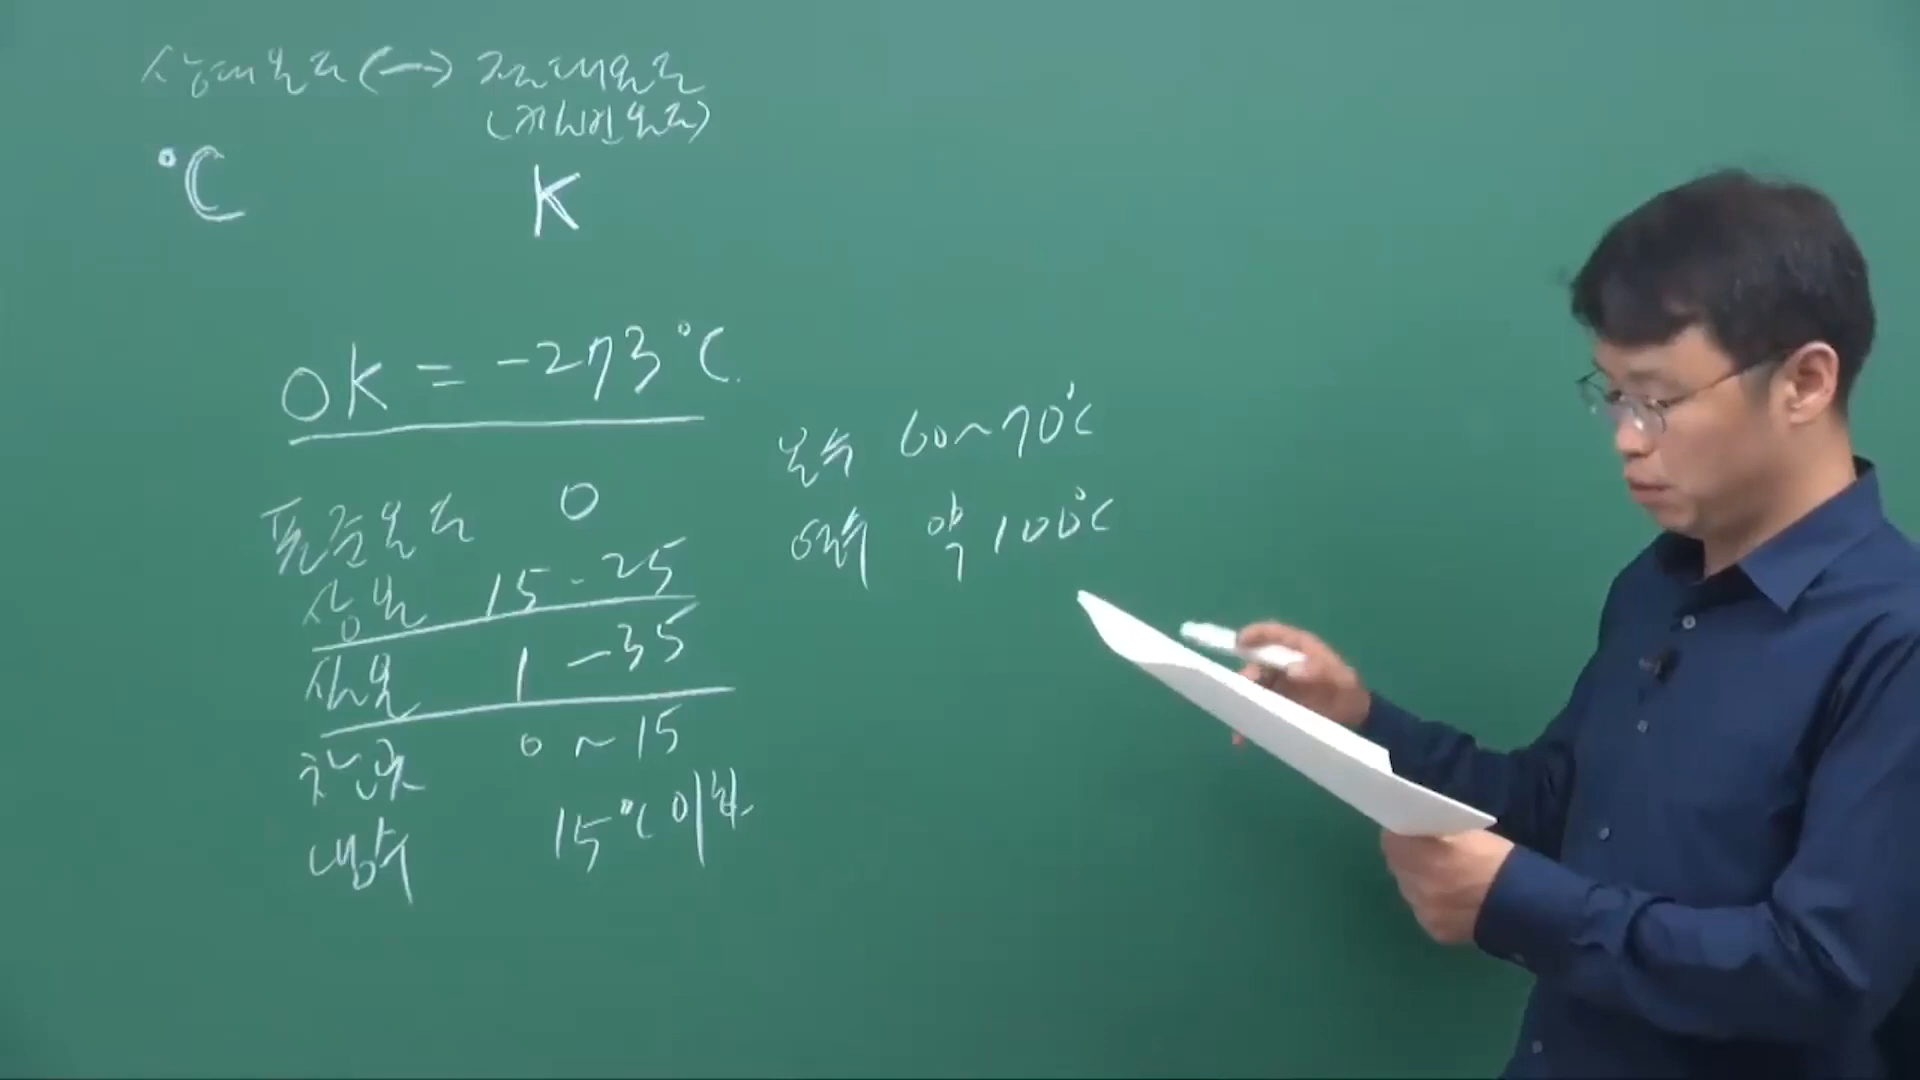 상대온도 ↔ 절대온도
(켈빈온도)
℃ K
0K = -273℃.
표준온도 0
상온 15-25
실온 1-35
찬곳 0~15
냉수 15℃ 이하
온수 60~70℃
열수 약 100℃